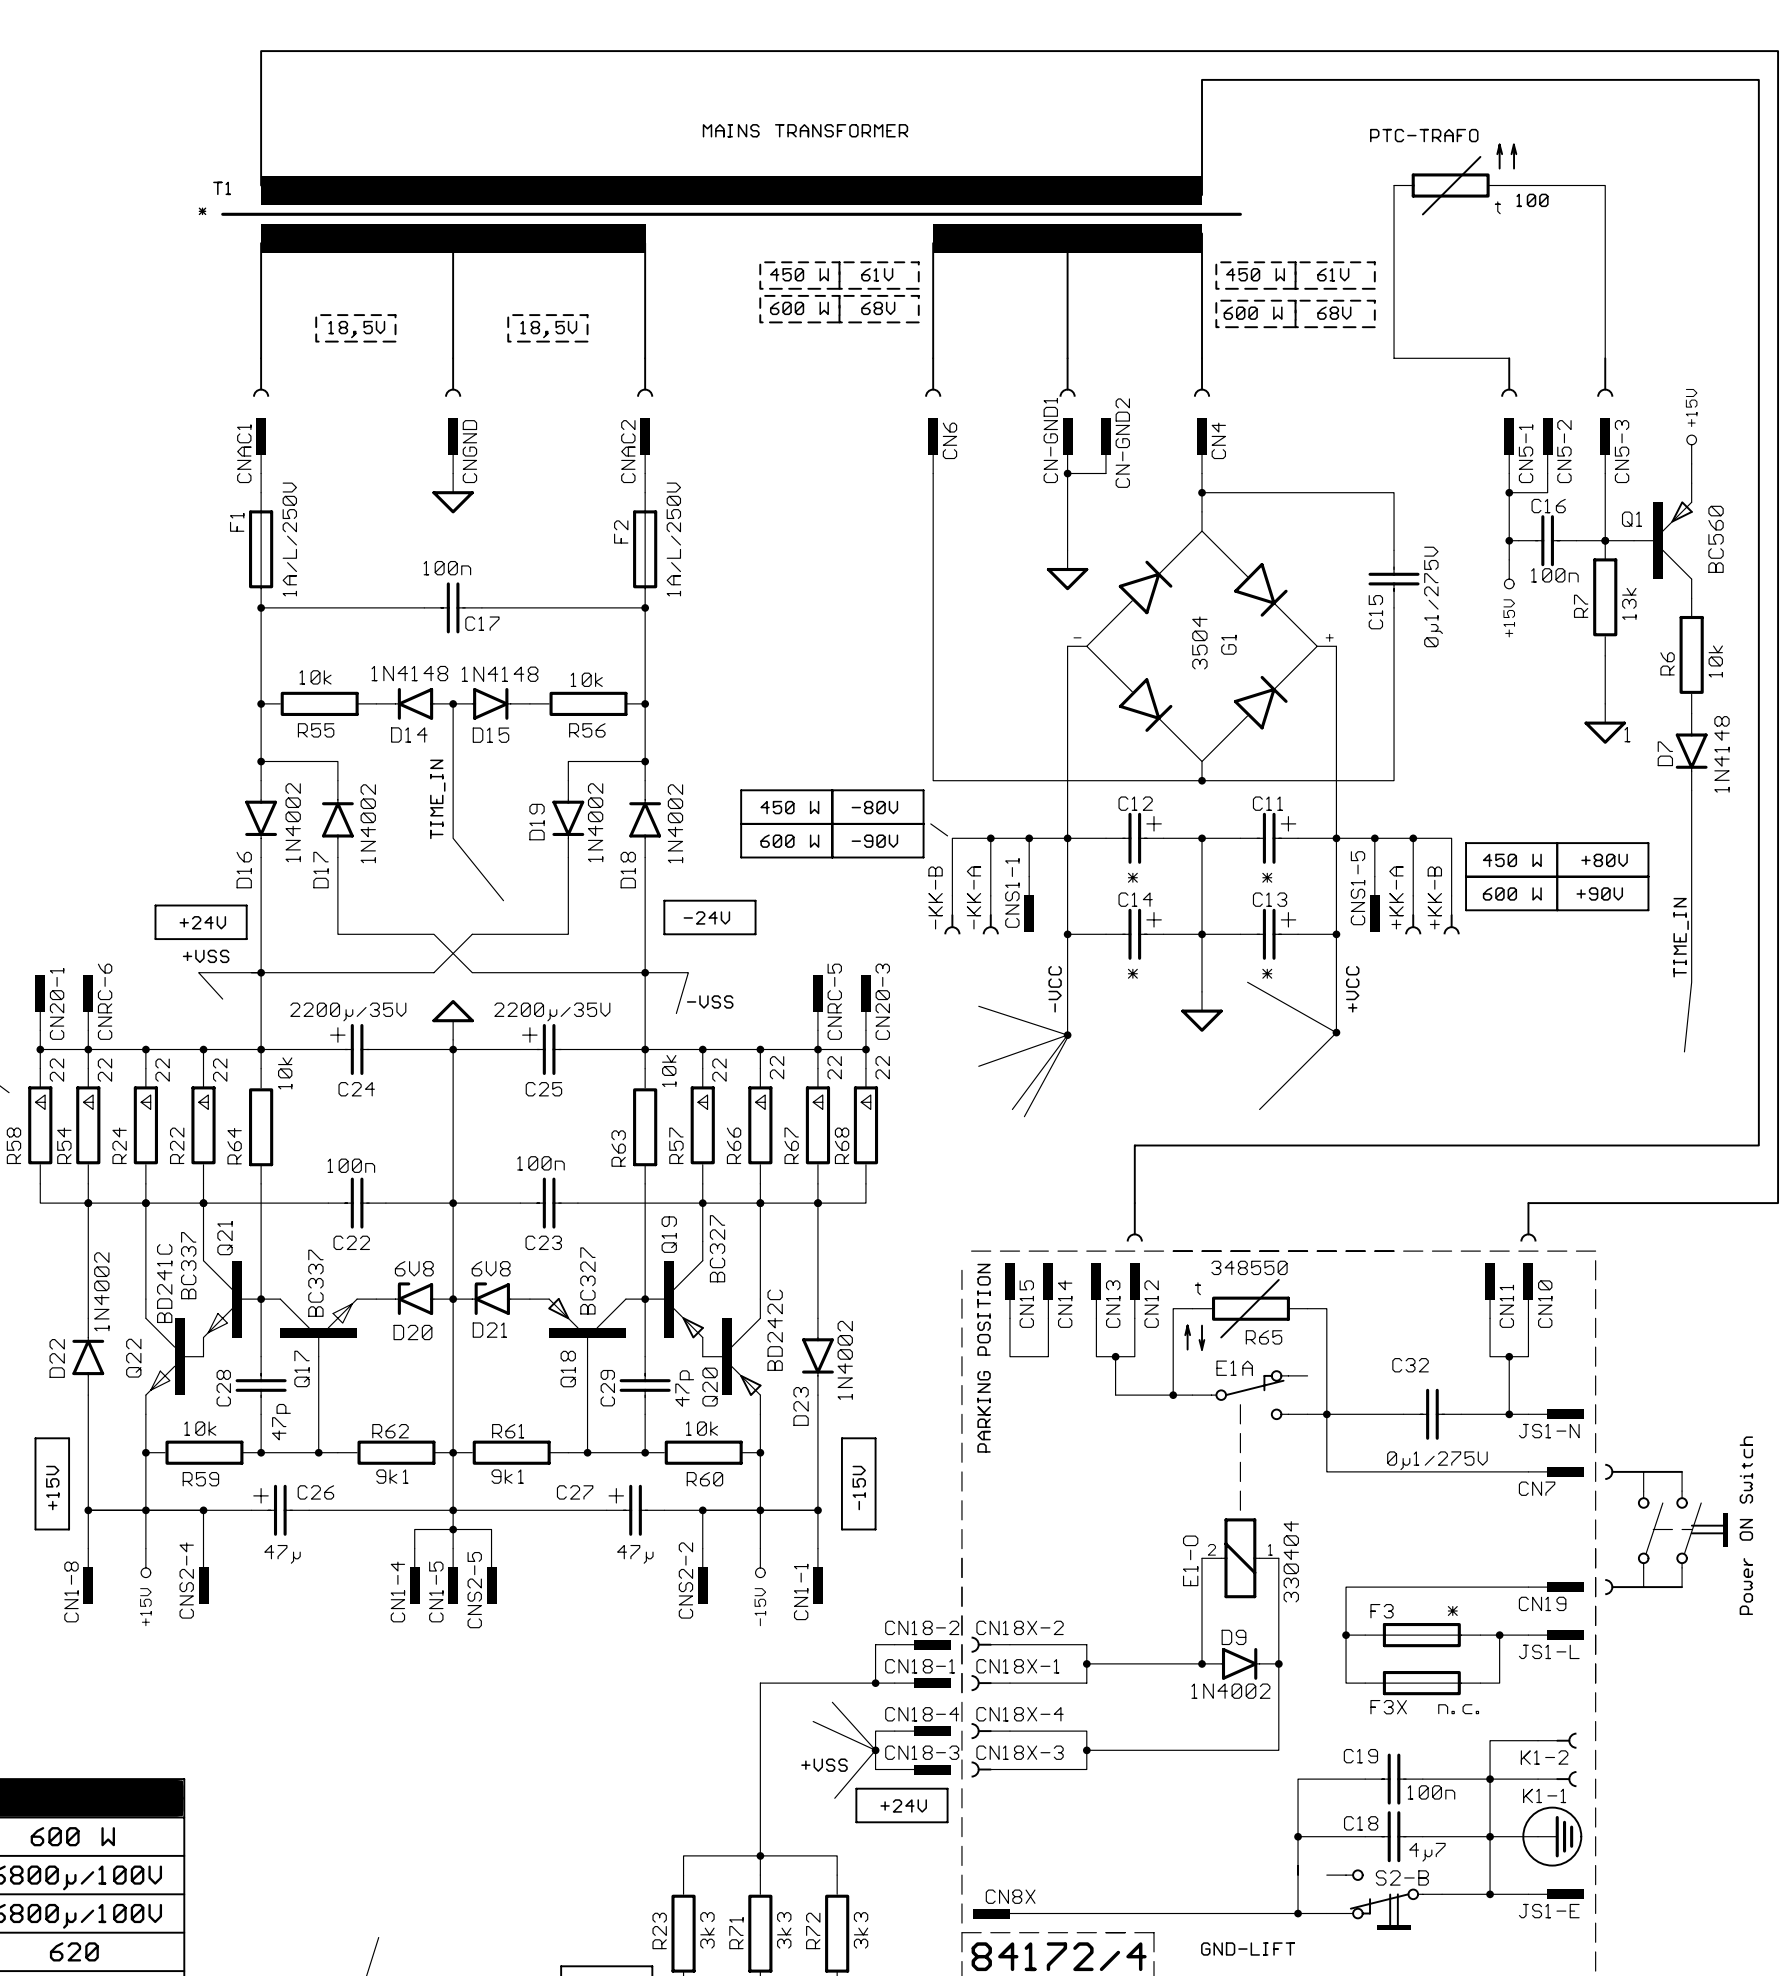 MAINS TRANSFORMER
PTC-TRAFO
T1
*
t 100
450 W 61V
600 W 68V
450 W 61V
600 W 68V
18,5V
18,5V
CNAC1
CNGND
CNAC2
CN6
CN-GND1
CN-GND2
CN4
CN5-1
CN5-2
CN5-3
+15V
F1
1A/L/250V
F2
1A/L/250V
100n
C17
3504
G1
-
+
C15
0µ1/275V
C16
100n
+15V
Q1
BC560
R7
13k
R6
10k
1
D7
1N4148
TIME_IN
10k
R55
1N4148
D14
1N4148
D15
10k
R56
TIME_IN
D16
1N4002
D17
1N4002
D19
1N4002
D18
1N4002
450 W -80V
600 W -90V
C12
+
*
C11
+
*
C14
+
*
C13
+
*
-KK-B
-KK-A
CNS1-1
CNS1-5
+KK-A
+KK-B
450 W +80V
600 W +90V
-VCC
+VCC
+24V
+VSS
-24V
-VSS
CN20-1
CNRC-6
CNRC-5
CN20-3
2200µ/35V
+
C24
2200µ/35V
+
C25
R58
22
R54
22
R24
22
R22
22
R64
10k
R63
10k
R57
22
R66
22
R67
22
R68
22
100n
C22
100n
C23
D22
1N4002
Q22
BD241C
BC337
Q21
BC337
Q17
6V8
D20
6V8
D21
BC327
Q18
Q19
BC327
Q20
BD242C
D23
1N4002
C28
47p
C29
47p
10k
R59
R62
9k1
R61
9k1
10k
R60
+15V
-15V
+
C26
47µ
C27
+
47µ
CN1-8
+15V
CNS2-4
CN1-4
CN1-5
CNS2-5
CNS2-2
-15V
CN1-1
PARKING POSITION
CN15
CN14
CN13
CN12
348550
t
R65
CN11
CN10
E1A
C32
0µ1/275V
JS1-N
CN7
Power ON Switch
E1-O
2
1
330404
D9
1N4002
CN19
F3
*
JS1-L
F3X n.c.
CN18-2
CN18X-2
CN18-1
CN18X-1
CN18-4
CN18X-4
CN18-3
CN18X-3
+VSS
+24V
C19
100n
C18
4µ7
K1-2
K1-1
S2-B
JS1-E
CN8X
GND-LIFT
84172/4
R23
3k3
R71
3k3
R72
3k3
600 W
6800µ/100V
6800µ/100V
620